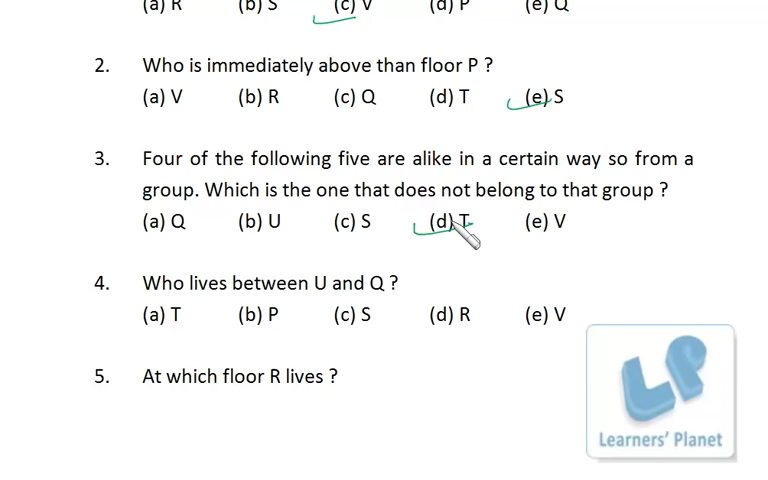 (a) R (b) S (c) V (d) P (e) Q
2. Who is immediately above than floor P ?
(a) V (b) R (c) Q (d) T (e) S
3. Four of the following five are alike in a certain way so from a
group. Which is the one that does not belong to that group ?
(a) Q (b) U (c) S (d) T (e) V
4. Who lives between U and Q ?
(a) T (b) P (c) S (d) R (e) V
5. At which floor R lives ?
LP
Learners' Planet